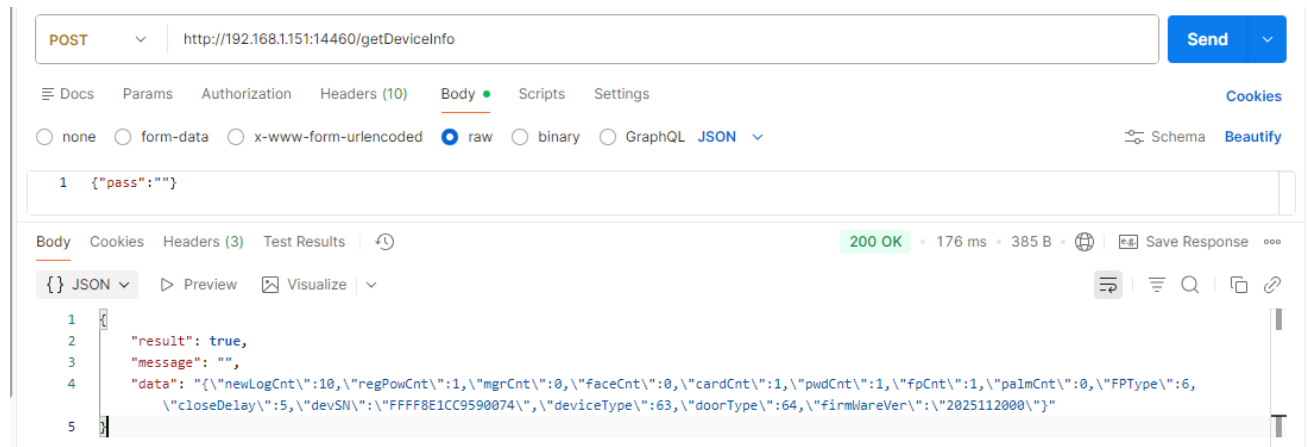 POST http://192.168.1.151:14460/getDeviceInfo Send
Docs Params Authorization Headers (10) Body Scripts Settings Cookies
none form-data x-www-form-urlencoded raw binary GraphQL JSON Schema Beautify
1 {"pass":""}
Body Cookies Headers (3) Test Results 200 OK 176 ms 385 B e.g. Save Response
{} JSON Preview Visualize
1 {
2 "result": true,
3 "message": "",
4 "data": "{\"newLogCnt\":10,\"regPowCnt\":1,\"mgrCnt\":0,\"faceCnt\":0,\"cardCnt\":1,\"pwdCnt\":1,\"fpCnt\":1,\"palmCnt\":0,\"FPType\":6,
\"closeDelay\":5,\"devSN\":\"FFFF8E1CC9590074\",\"deviceType\":63,\"doorType\":64,\"firmWareVer\":\"2025112000\"}"
5 }